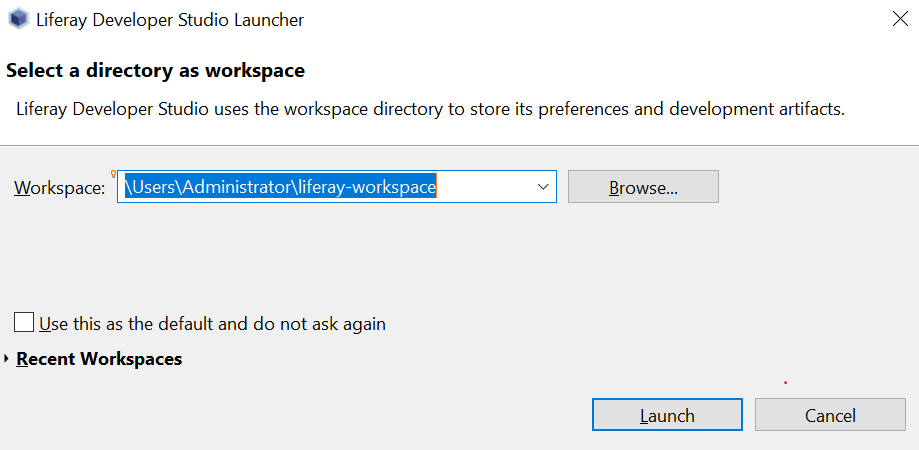 Liferay Developer Studio Launcher
Select a directory as workspace
Liferay Developer Studio uses the workspace directory to store its preferences and development artifacts.
Workspace: \Users\Administrator\liferay-workspace Browse...
Use this as the default and do not ask again
Recent Workspaces
Launch Cancel